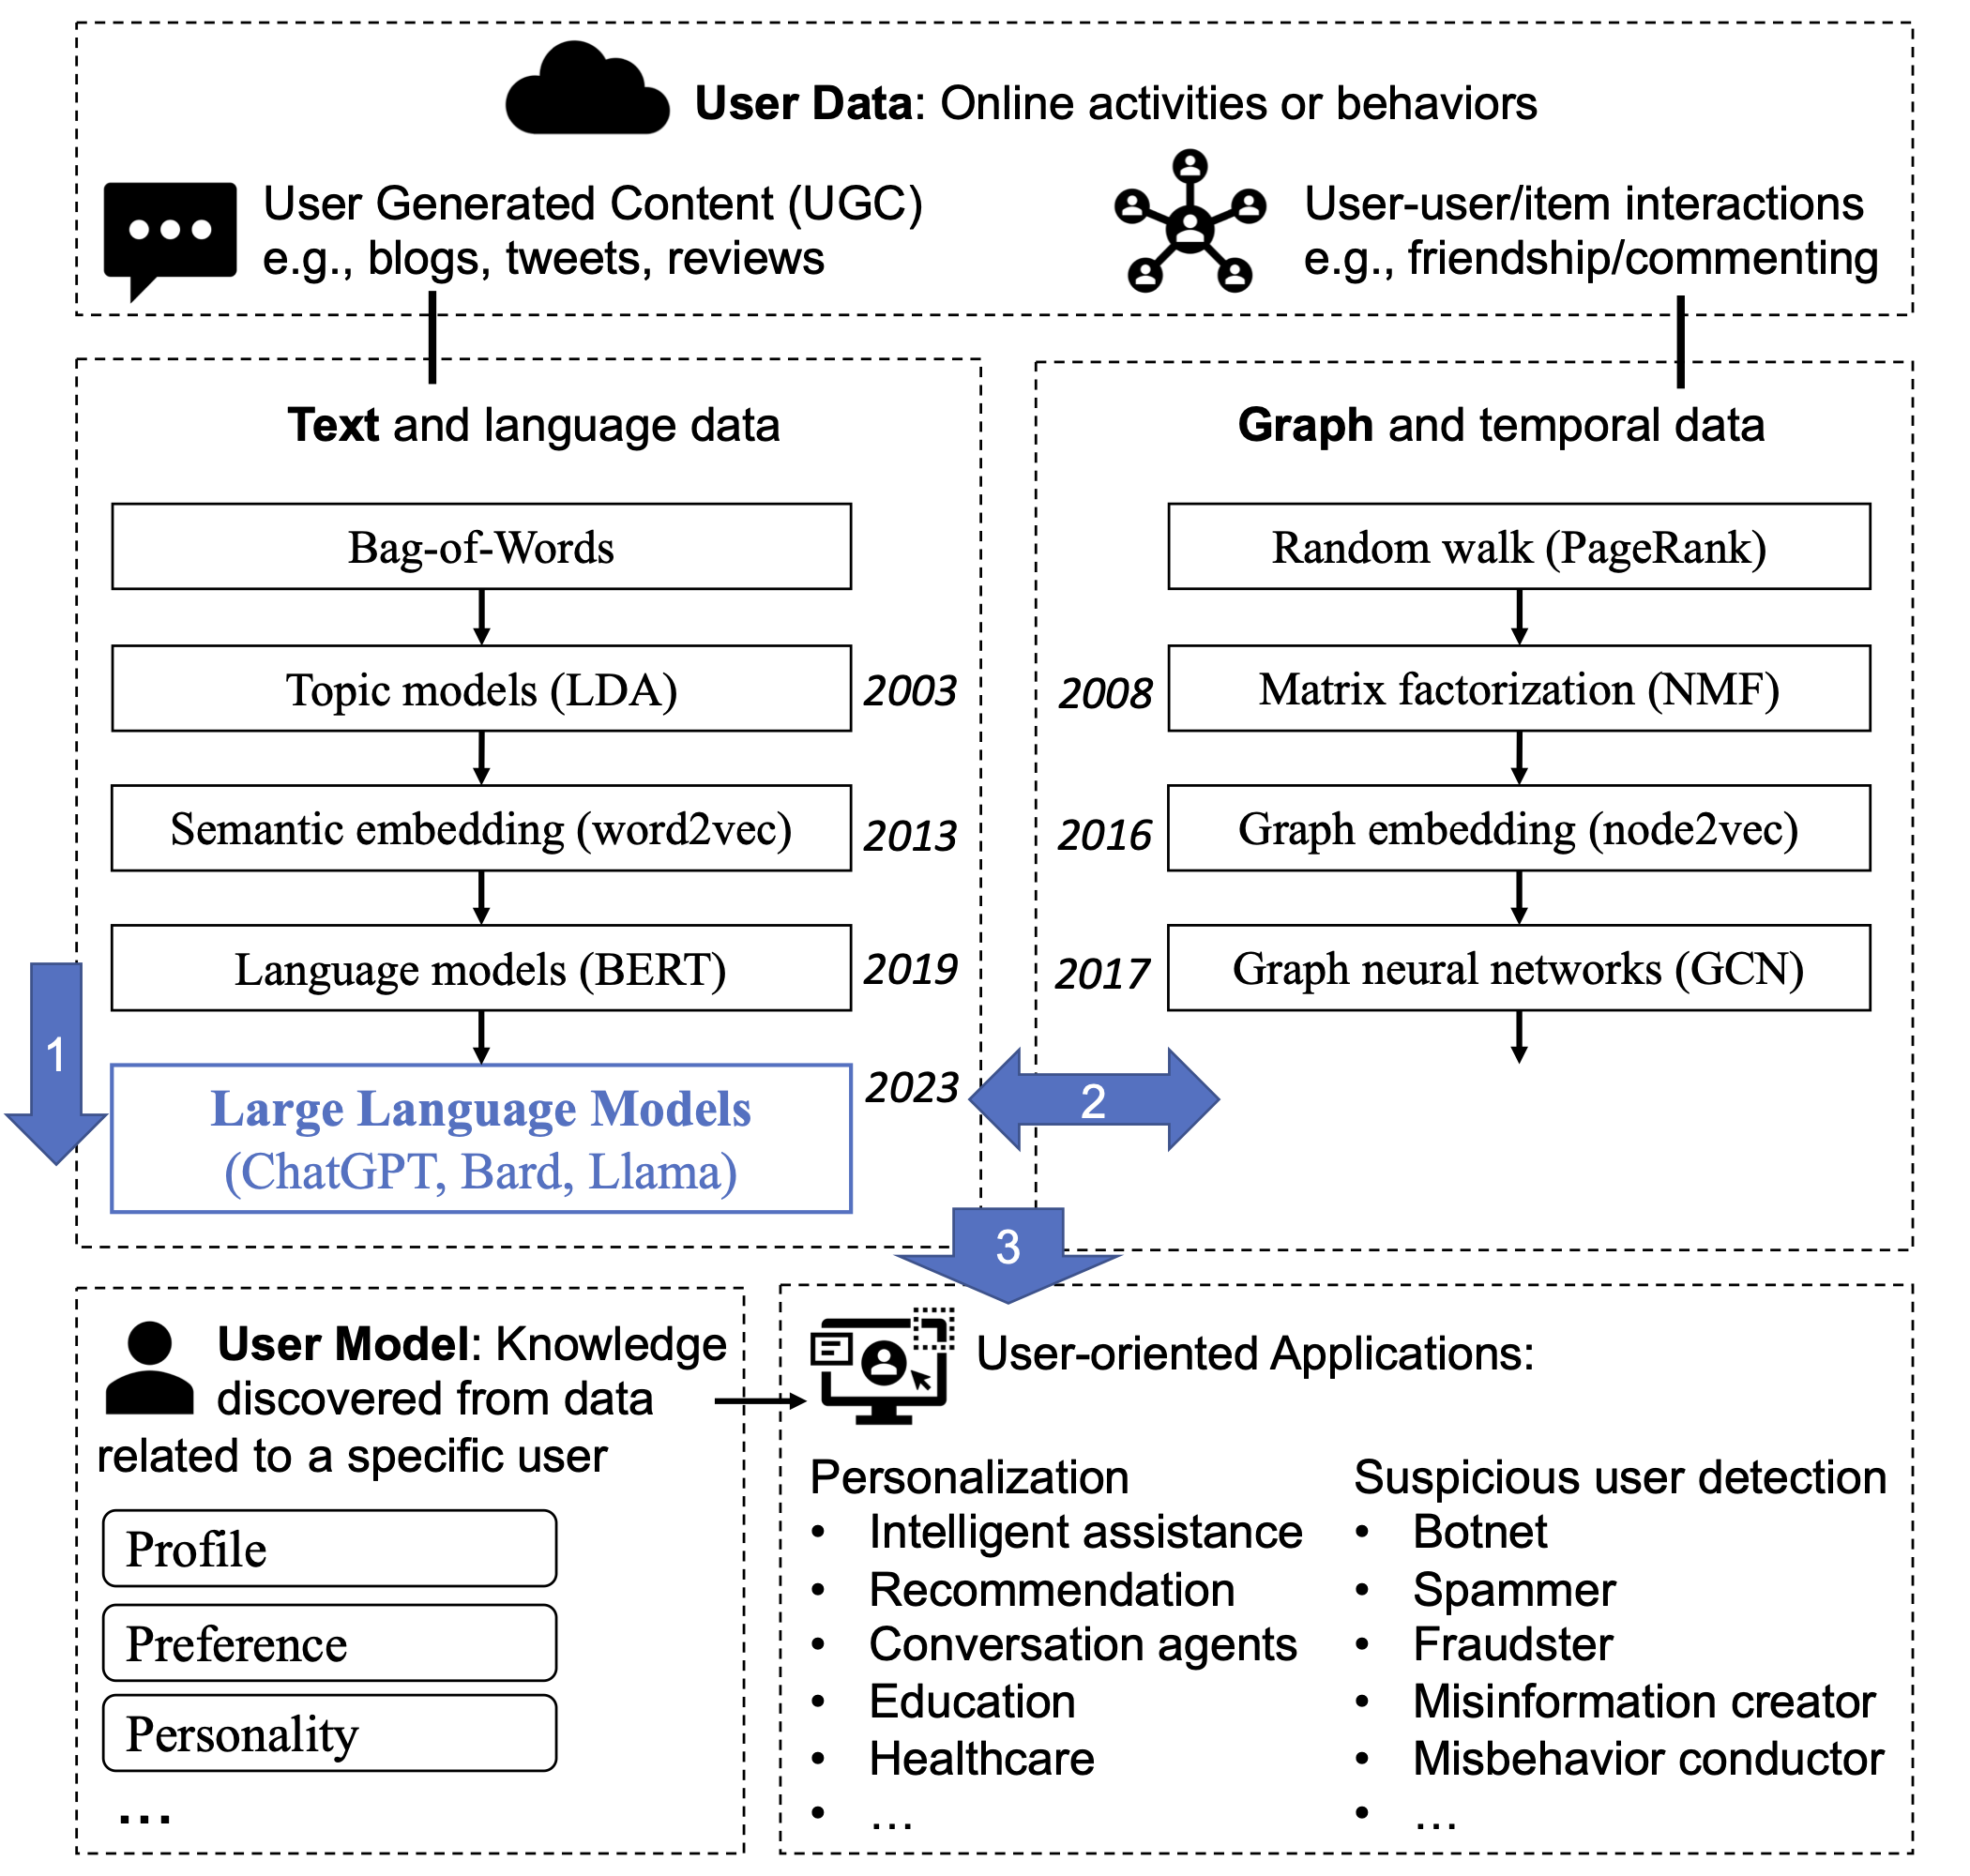 User Data: Online activities or behaviors
User Generated Content (UGC)
e.g., blogs, tweets, reviews
User-user/item interactions
e.g., friendship/commenting
Text and language data
Bag-of-Words
Topic models (LDA)
2003
Semantic embedding (word2vec)
2013
Language models (BERT)
2019
1
Large Language Models
(ChatGPT, Bard, Llama)
2023
Graph and temporal data
Random walk (PageRank)
2008
Matrix factorization (NMF)
2016
Graph embedding (node2vec)
2017
Graph neural networks (GCN)
2
3
User Model: Knowledge
discovered from data
related to a specific user
Profile
Preference
Personality
...
User-oriented Applications:
Personalization
• Intelligent assistance
• Recommendation
• Conversation agents
• Education
• Healthcare
• ...
Suspicious user detection
• Botnet
• Spammer
• Fraudster
• Misinformation creator
• Misbehavior conductor
• ...